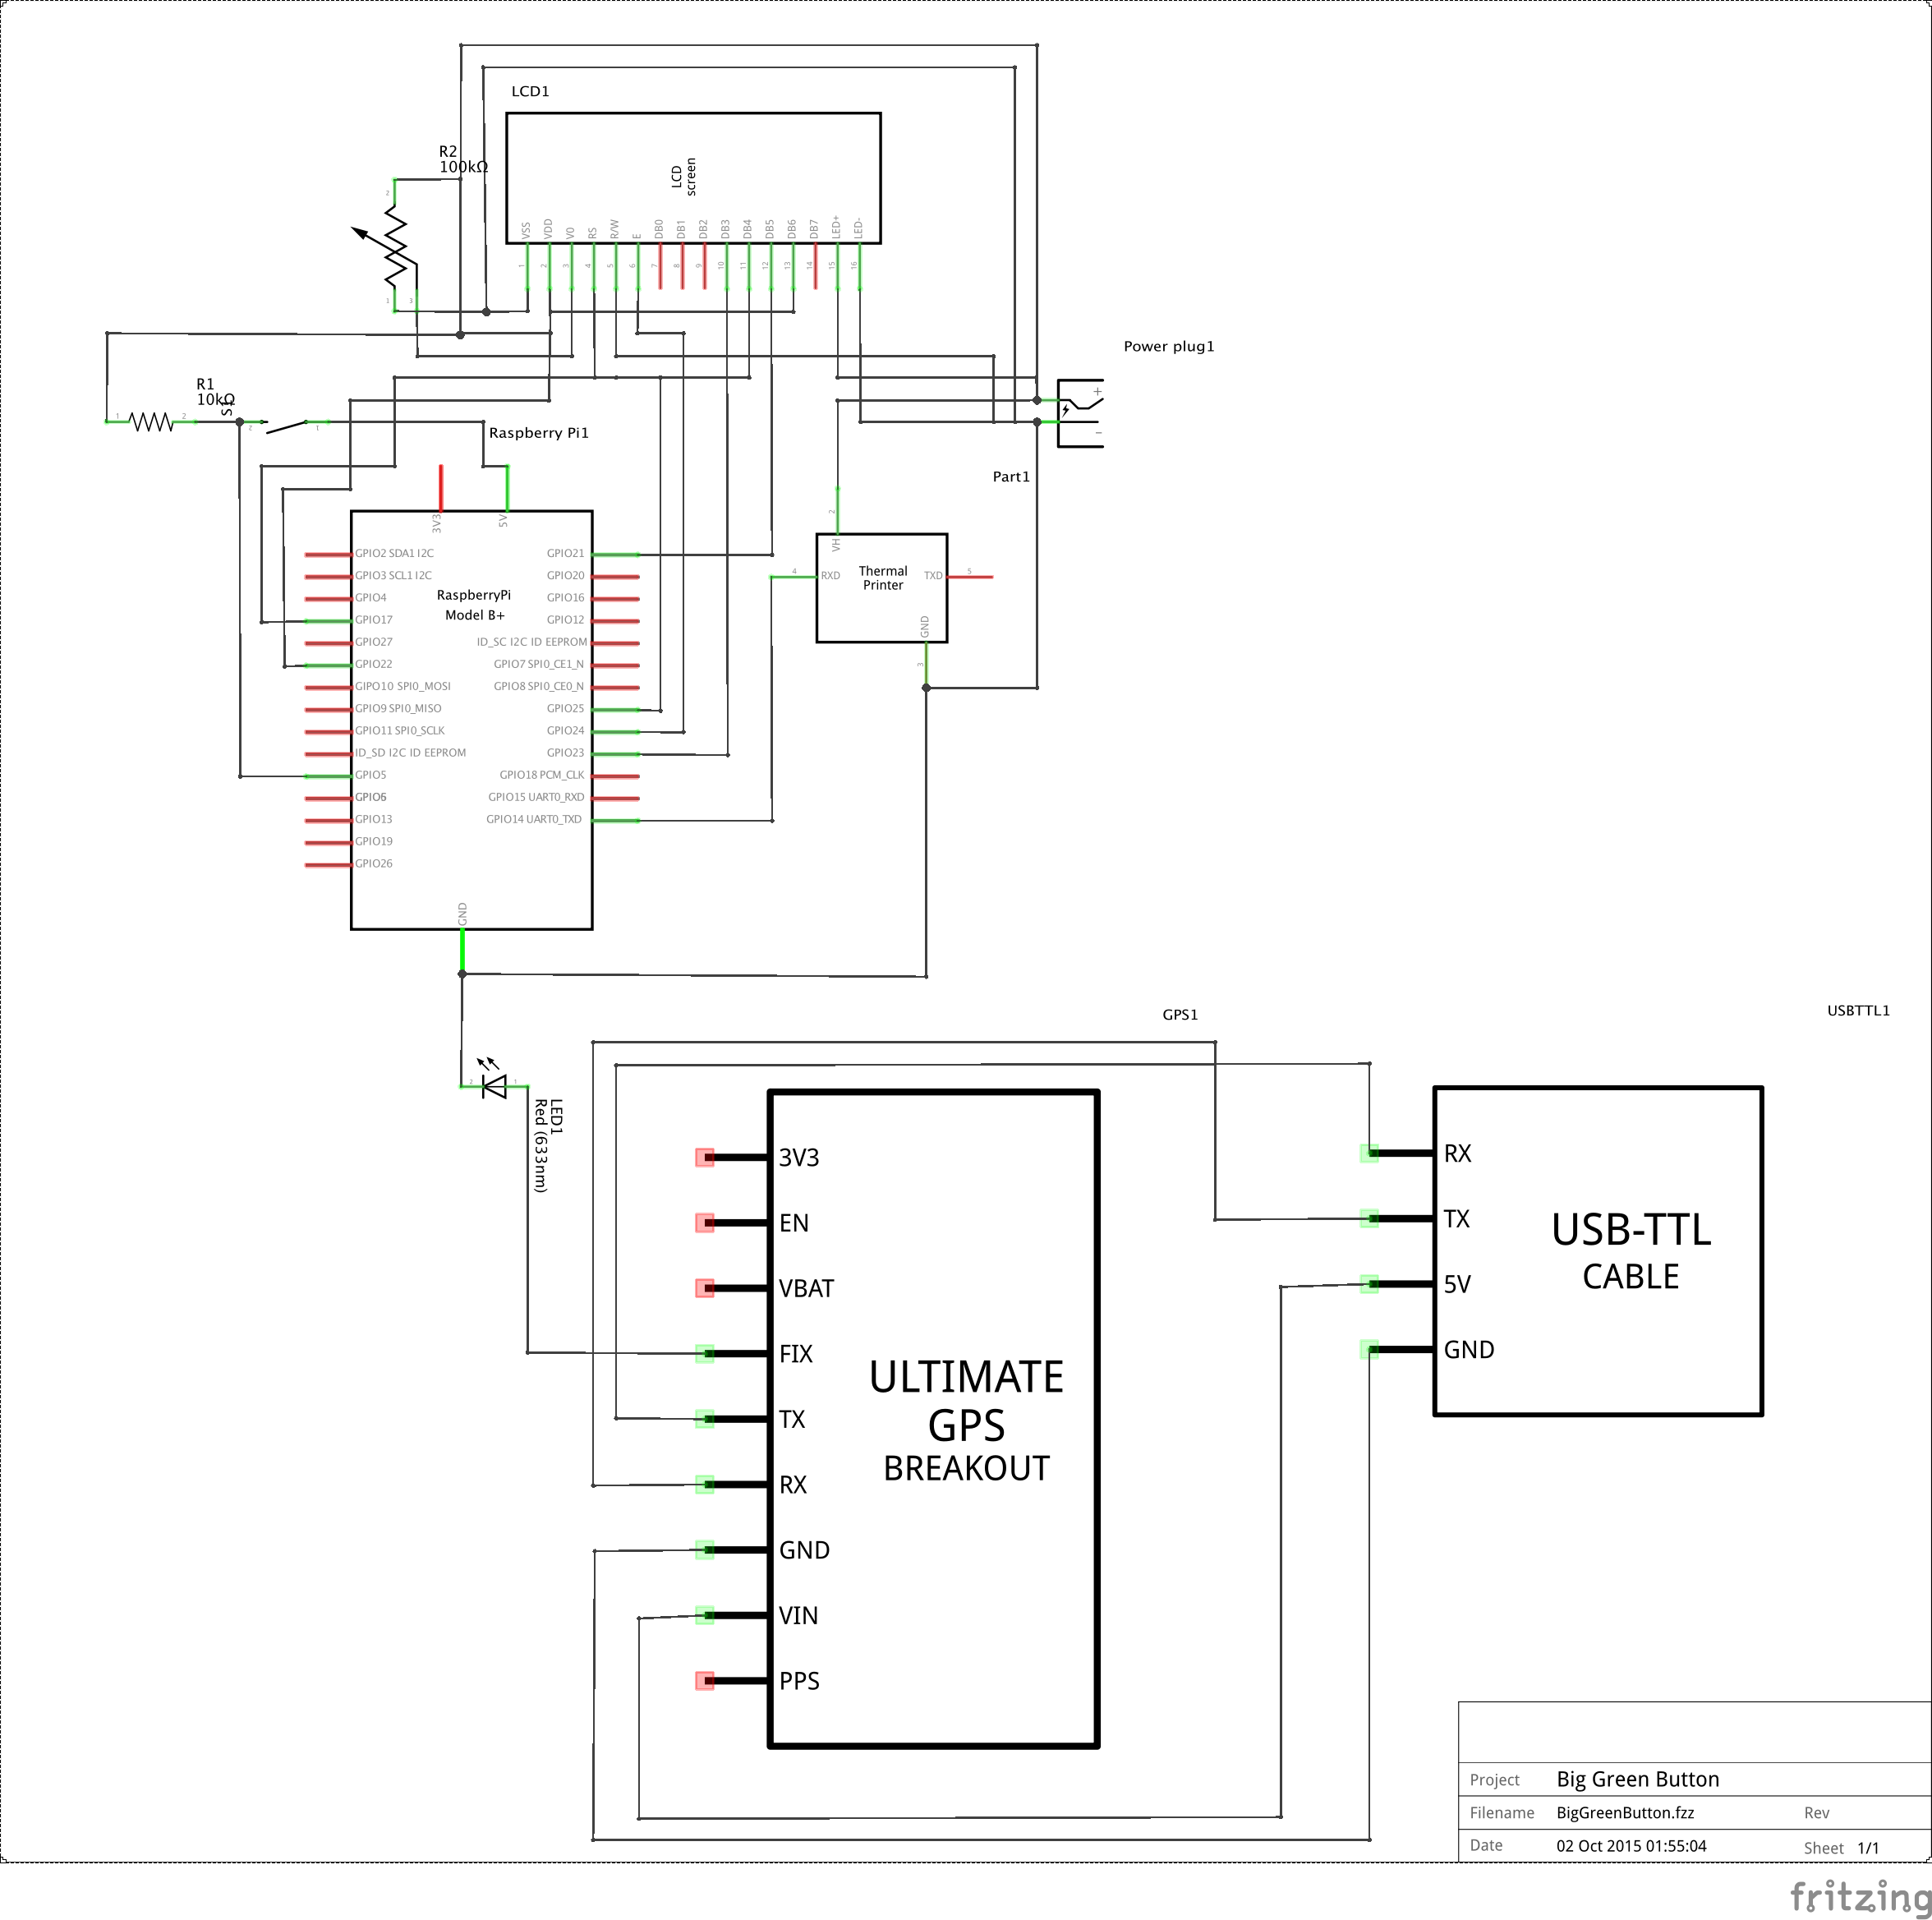 LCD1
R2
100kΩ
LCD
screen
VSS
VDD
V0
RS
R/W
E
DB0
DB1
DB2
DB3
DB4
DB5
DB6
DB7
LED+
LED-
1
2
3
4
5
6
7
8
9
10
11
12
13
14
15
16
2
1
3
Power plug1
+
−
R1
10kΩ
S1
1
2
2
1
Raspberry Pi1
Part1
3V3
5V
GPIO2 SDA1 I2C
GPIO3 SCL1 I2C
GPIO4
GPIO17
GPIO27
GPIO22
GIPO10 SPI0_MOSI
GPIO9 SPI0_MISO
GPIO11 SPI0_SCLK
ID_SD I2C ID EEPROM
GPIO5
GPIO6
GPIO13
GPIO19
GPIO26
RaspberryPi
Model B+
GPIO21
GPIO20
GPIO16
GPIO12
ID_SC I2C ID EEPROM
GPIO7 SPI0_CE1_N
GPIO8 SPI0_CE0_N
GPIO25
GPIO24
GPIO23
GPIO18 PCM_CLK
GPIO15 UART0_RXD
GPIO14 UART0_TXD
GND
2
VH
4
RXD
Thermal
Printer
TXD
5
GND
3
GPS1
USBTTL1
2
1
LED1
Red (633nm)
3V3
EN
VBAT
FIX
TX
RX
GND
VIN
PPS
ULTIMATE
GPS
BREAKOUT
RX
TX
5V
GND
USB-TTL
CABLE
Project Big Green Button
Filename BigGreenButton.fzz Rev
Date 02 Oct 2015 01:55:04 Sheet 1/1
fritzing